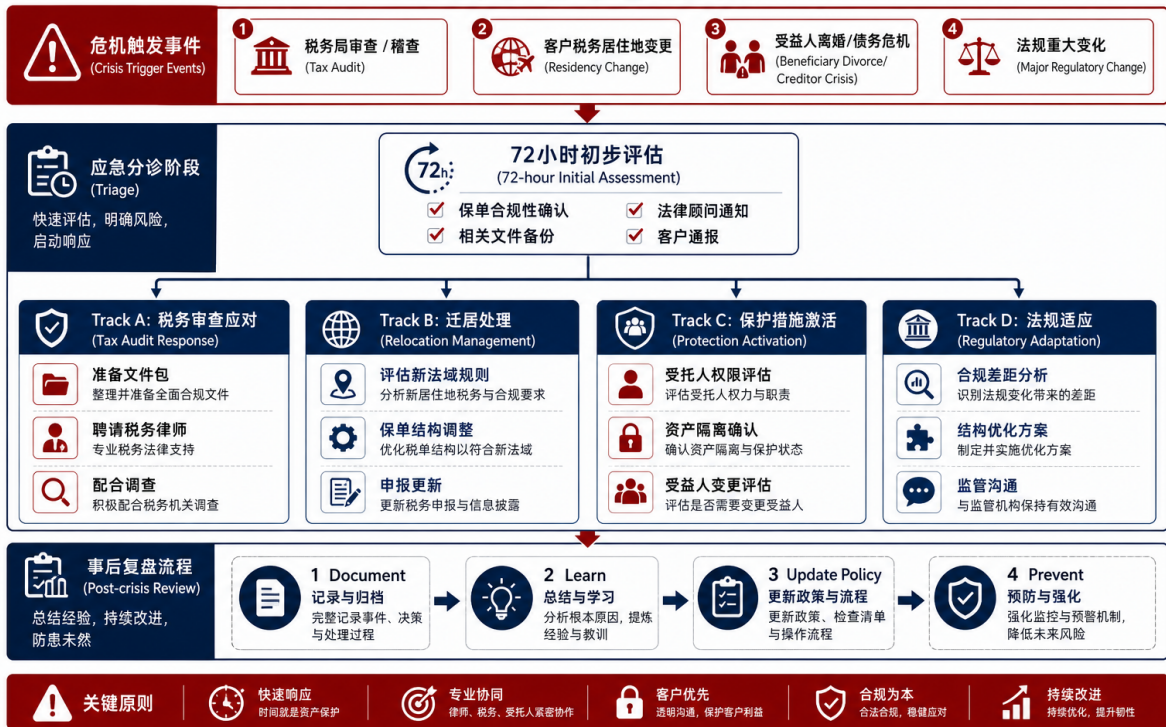 危机触发事件
(Crisis Trigger Events)
1
税务局审查 / 稽查
(Tax Audit)
2
客户税务居住地变更
(Residency Change)
3
受益人离婚/债务危机
(Beneficiary Divorce/
Creditor Crisis)
4
法规重大变化
(Major Regulatory Change)
应急分诊阶段
(Triage)
快速评估，明确风险，
启动响应
72h
72小时初步评估
(72-hour Initial Assessment)
保单合规性确认
法律顾问通知
相关文件备份
客户通报
Track A: 税务审查应对
(Tax Audit Response)
准备文件包
整理并准备全面合规文件
聘请税务律师
专业税务法律支持
配合调查
积极配合税务机关调查
Track B: 迁居处理
(Relocation Management)
评估新法域规则
分析新居住地税务与合规要求
保单结构调整
优化税单结构以符合新法域
申报更新
更新税务申报与信息披露
Track C: 保护措施激活
(Protection Activation)
受托人权限评估
评估受托人权力与职责
资产隔离确认
确认资产隔离与保护状态
受益人变更评估
评估是否需要变更受益人
Track D: 法规适应
(Regulatory Adaptation)
合规差距分析
识别法规变化带来的差距
结构优化方案
制定并实施优化方案
监管沟通
与监管机构保持有效沟通
事后复盘流程
(Post-crisis Review)
总结经验，持续改进，
防患未然
1 Document
记录与归档
完整记录事件、决策
与处理过程
2 Learn
总结与学习
分析根本原因，提炼
经验与教训
3 Update Policy
更新政策与流程
更新政策、检查清单
与操作流程
4 Prevent
预防与强化
强化监控与预警机制，
降低未来风险
关键原则
快速响应
时间就是资产保护
专业协同
律师、税务、受托人紧密协作
客户优先
透明沟通，保护客户利益
合规为本
合法合规，稳健应对
持续改进
持续优化，提升韧性